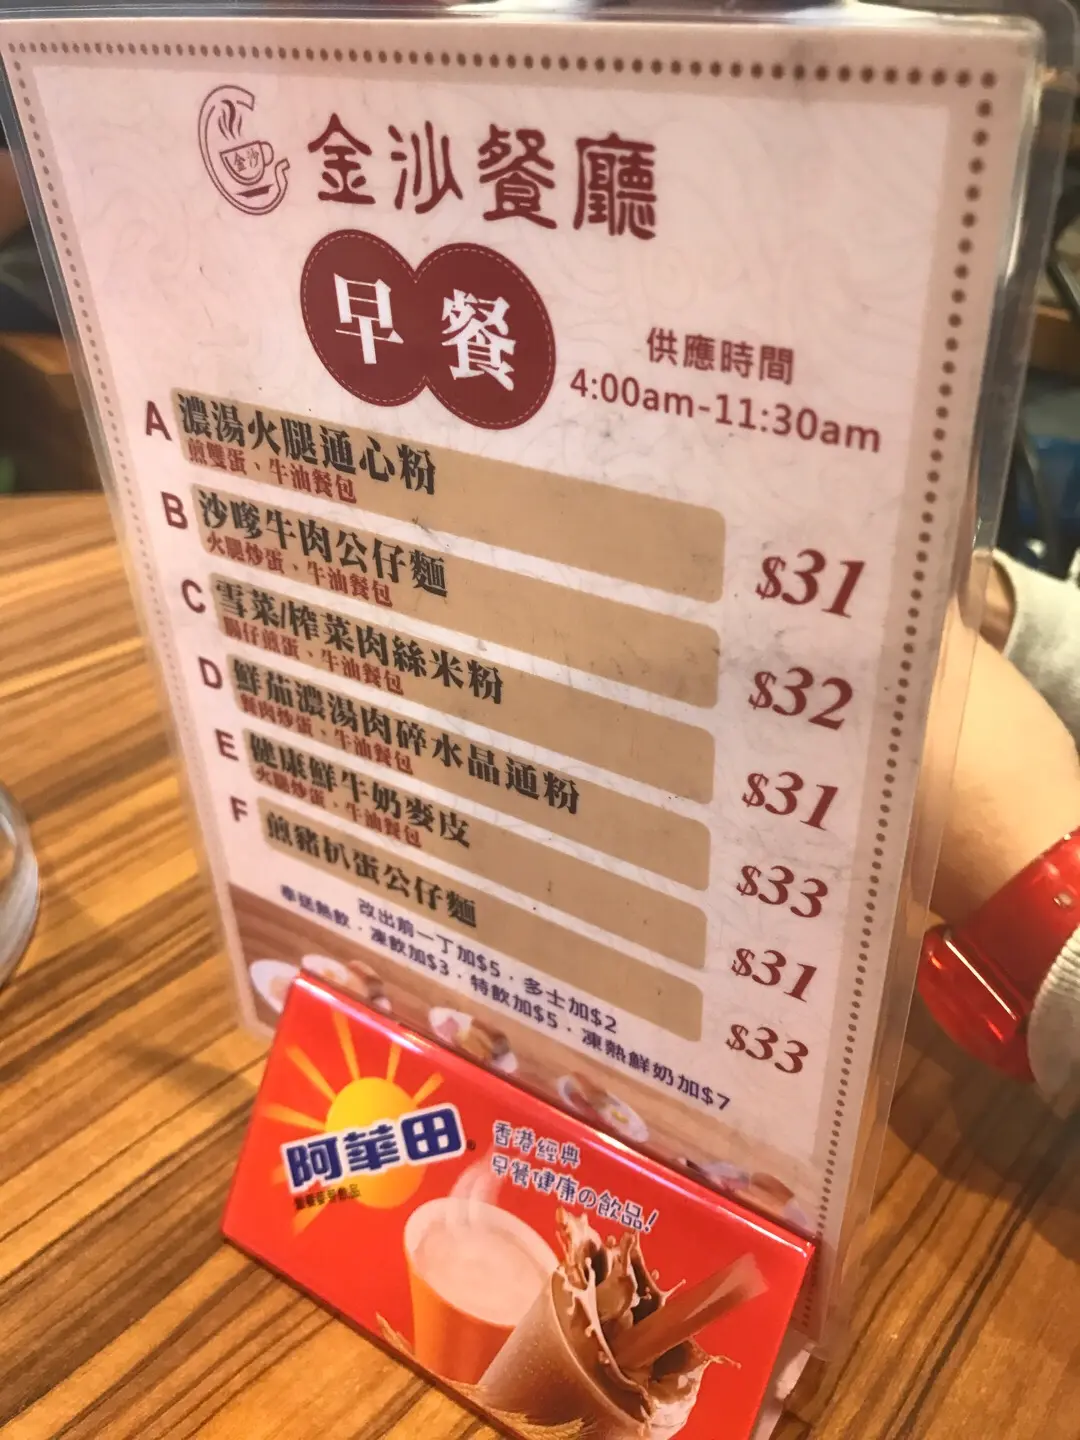 金沙
金沙餐廳
早餐
供應時間
4:00am-11:30am
A 濃湯火腿通心粉 $31
煎雙蛋、牛油餐包
B 沙嗲牛肉公仔麵 $32
火腿炒蛋、牛油餐包
C 雪菜/榨菜肉絲米粉 $31
腸仔煎蛋、牛油餐包
D 鮮茄濃湯肉碎水晶通粉 $33
餐肉炒蛋、牛油餐包
E 健康鮮牛奶麥皮 $31
火腿炒蛋、牛油餐包
F 煎豬扒蛋公仔麵 $33
改出前一丁加$5．多士加$2
奉送熱飲．凍飲加$3．特飲加$5．凍熱鮮奶加$7
阿華田®
香港經典
早餐健康の飲品!